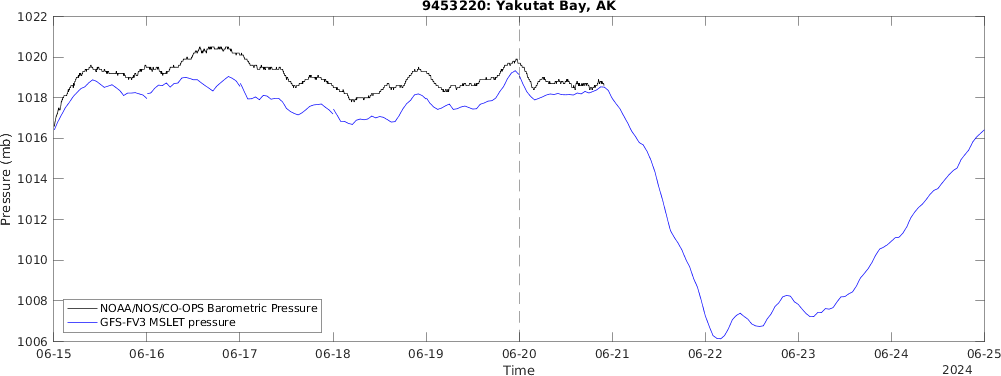 9453220: Yakutat Bay, AK
1022
1020
1018
1016
1014
1012
1010
1008
1006
Pressure (mb)
NOAA/NOS/CO-OPS Barometric Pressure
GFS-FV3 MSLET pressure
06-15 06-16 06-17 06-18 06-19 06-20 06-21 06-22 06-23 06-24 06-25
Time
2024